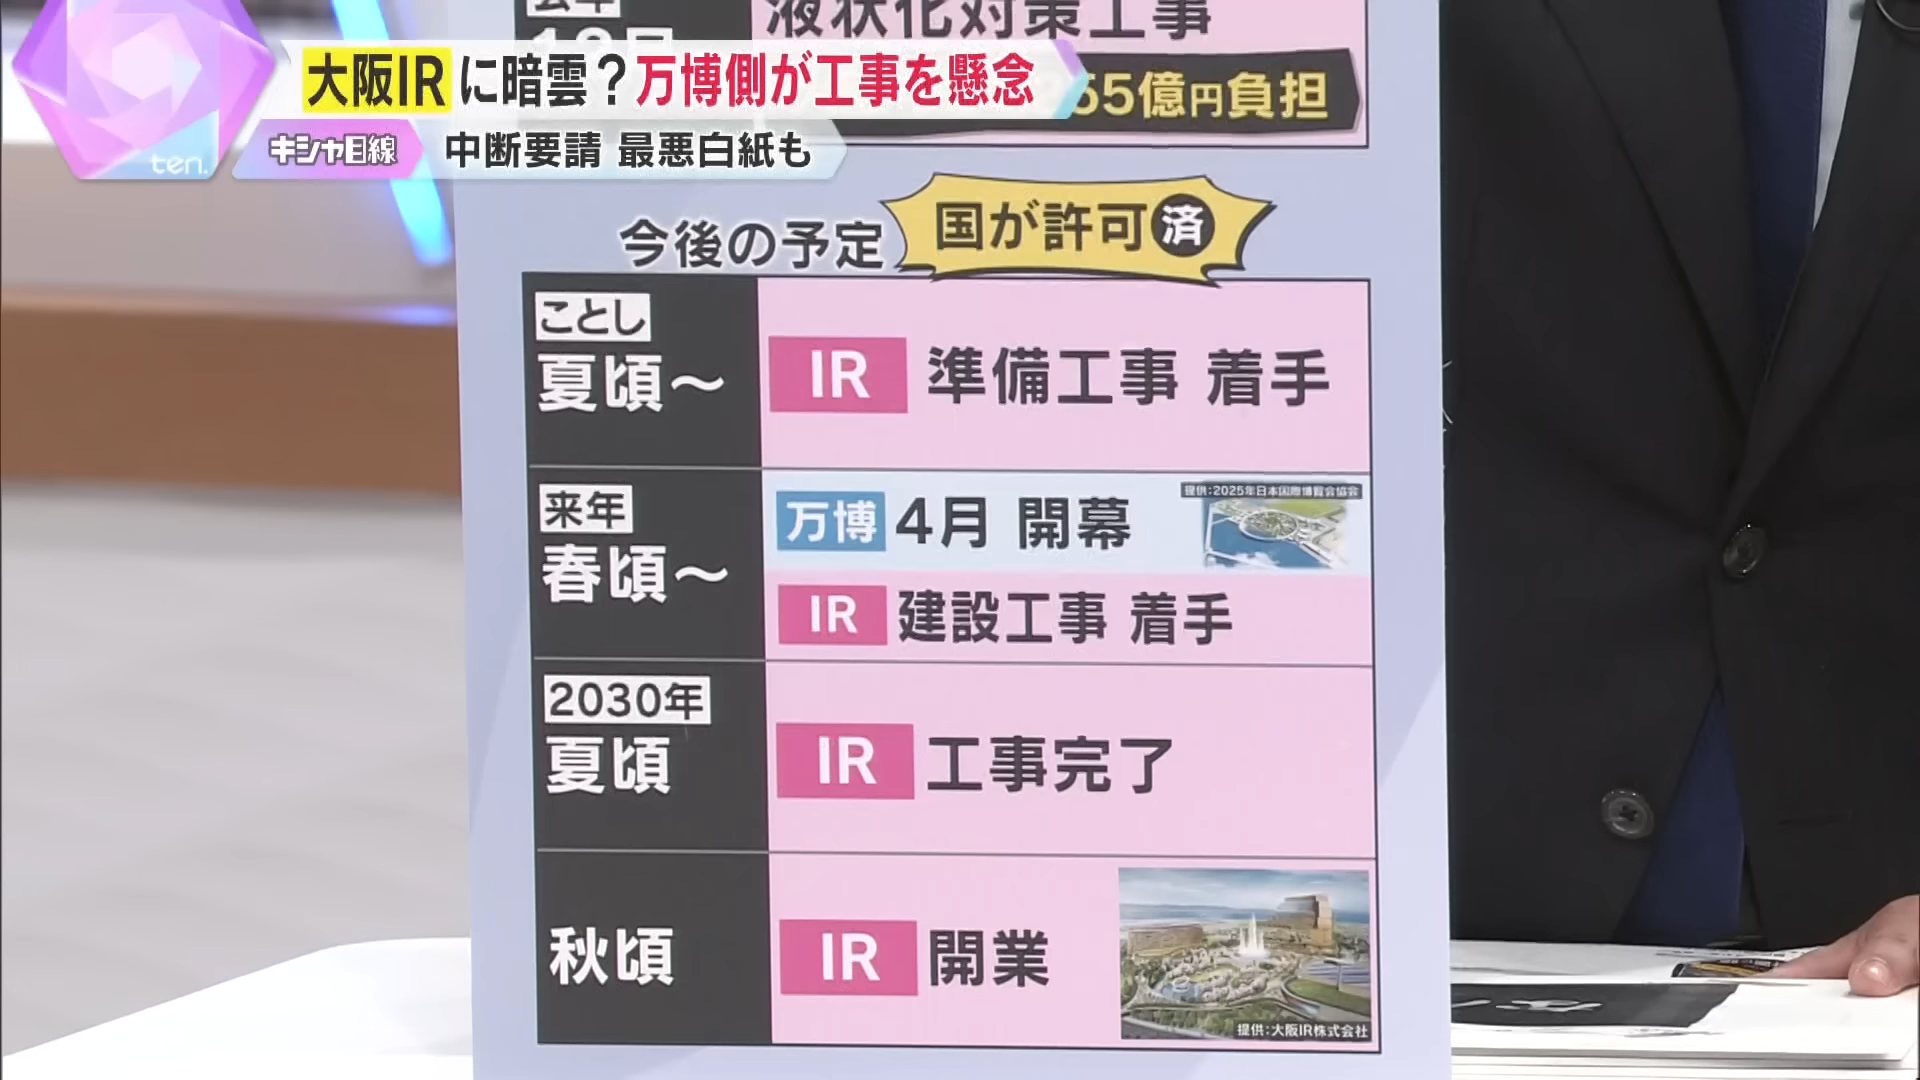 液状化対策工事
大阪IRに暗雲？万博側が工事を懸念
65億円負担
キシャ目線
中断要請 最悪白紙も
ten.
今後の予定
国が許可済
ことし
夏頃～
IR 準備工事 着手
来年
春頃～
万博 4月 開幕
提供：2025年日本国際博覧会協会
IR 建設工事 着手
2030年
夏頃
IR 工事完了
秋頃
IR 開業
提供：大阪IR株式会社